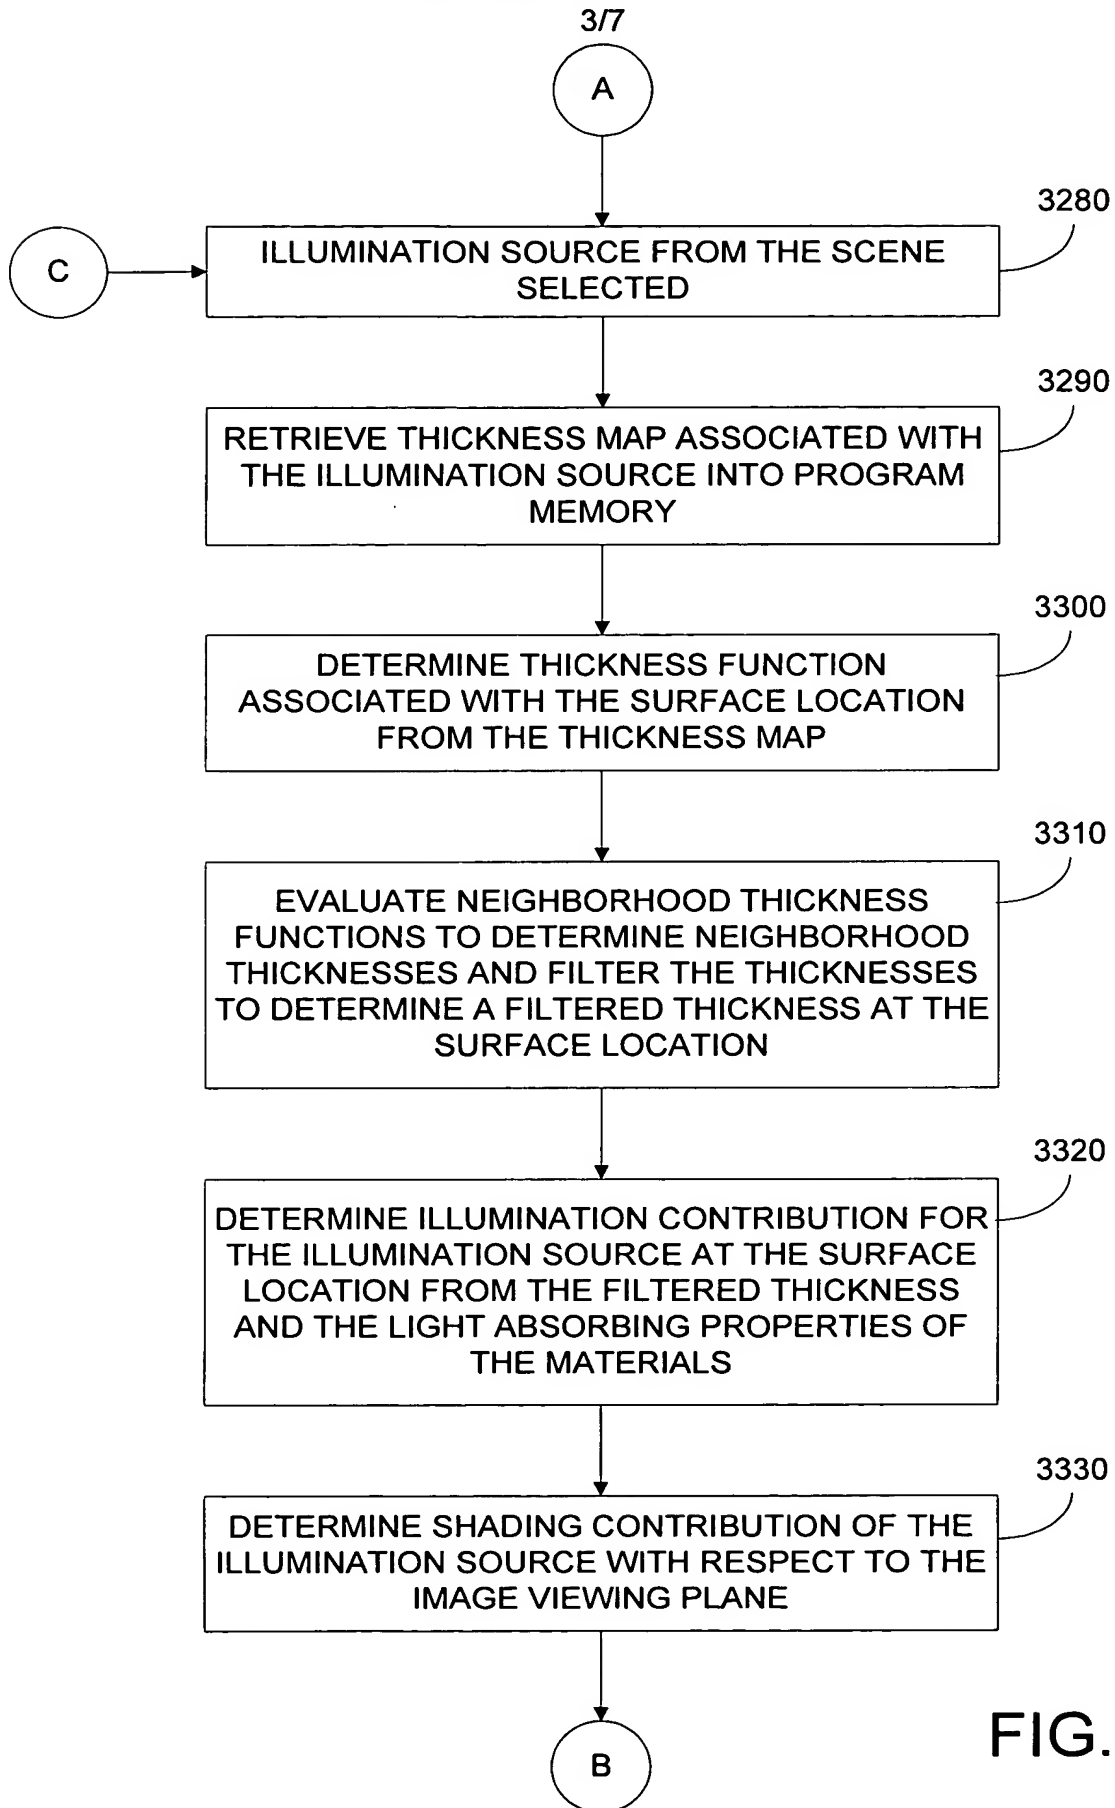 3/7
A
3280
C
ILLUMINATION SOURCE FROM THE SCENE
SELECTED
3290
RETRIEVE THICKNESS MAP ASSOCIATED WITH
THE ILLUMINATION SOURCE INTO PROGRAM
MEMORY
3300
DETERMINE THICKNESS FUNCTION
ASSOCIATED WITH THE SURFACE LOCATION
FROM THE THICKNESS MAP
3310
EVALUATE NEIGHBORHOOD THICKNESS
FUNCTIONS TO DETERMINE NEIGHBORHOOD
THICKNESSES AND FILTER THE THICKNESSES
TO DETERMINE A FILTERED THICKNESS AT THE
SURFACE LOCATION
3320
DETERMINE ILLUMINATION CONTRIBUTION FOR
THE ILLUMINATION SOURCE AT THE SURFACE
LOCATION FROM THE FILTERED THICKNESS
AND THE LIGHT ABSORBING PROPERTIES OF
THE MATERIALS
3330
DETERMINE SHADING CONTRIBUTION OF THE
ILLUMINATION SOURCE WITH RESPECT TO THE
IMAGE VIEWING PLANE
FIG.
B